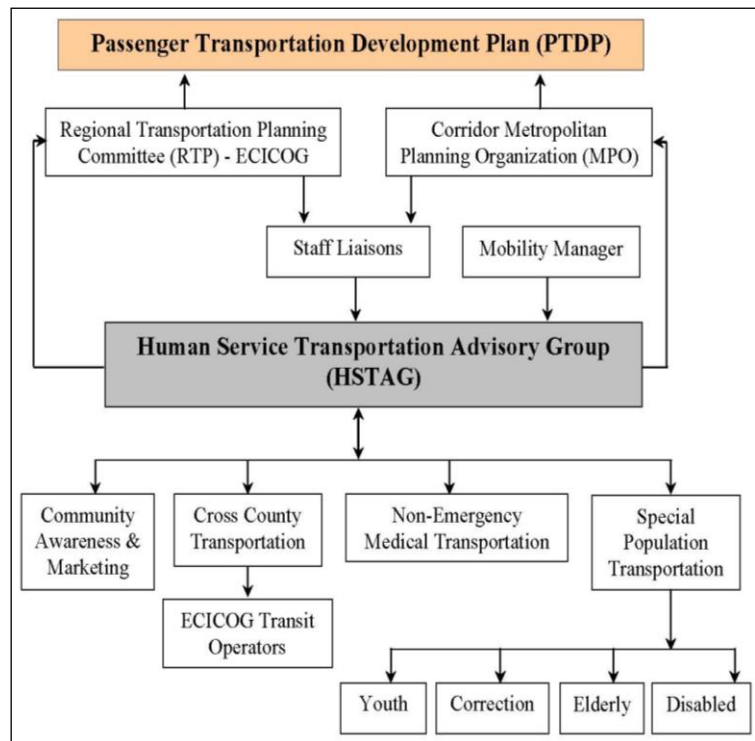 Passenger Transportation Development Plan (PTDP)
Regional Transportation Planning
Committee (RTP) - ECICOG
Corridor Metropolitan
Planning Organization (MPO)
Staff Liaisons
Mobility Manager
Human Service Transportation Advisory Group
(HSTAG)
Community
Awareness &
Marketing
Cross County
Transportation
Non-Emergency
Medical Transportation
Special
Population
Transportation
ECICOG Transit
Operators
Youth
Correction
Elderly
Disabled